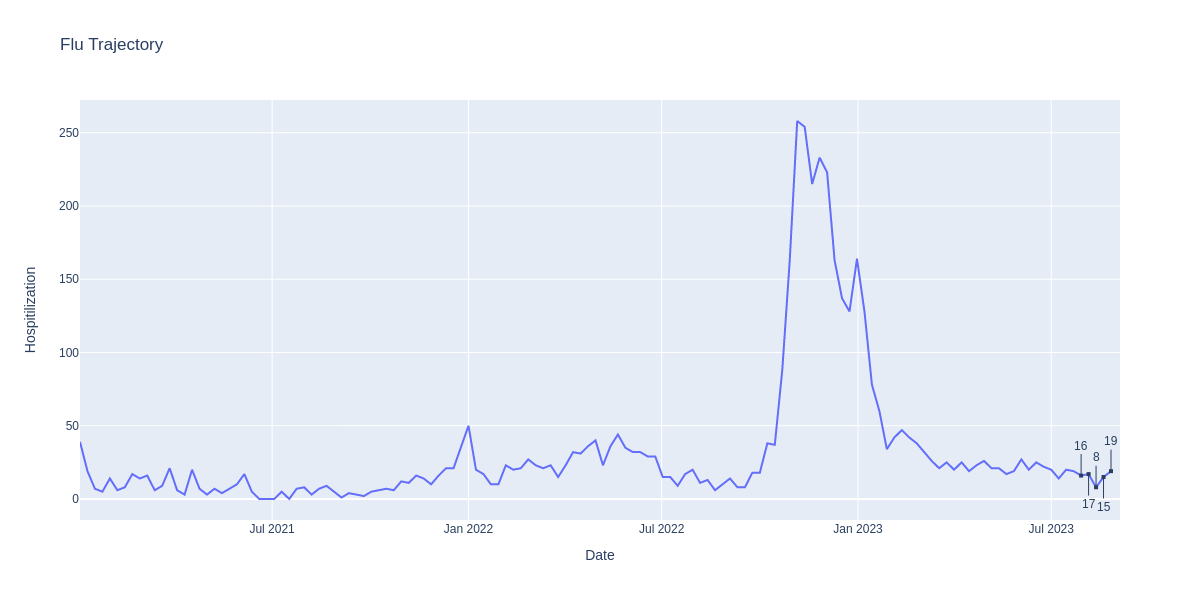 Flu Trajectory
250
200
150
100
50
0
Hospitilization
16
17
8
15
19
Jul 2021
Jan 2022
Jul 2022
Jan 2023
Jul 2023
Date